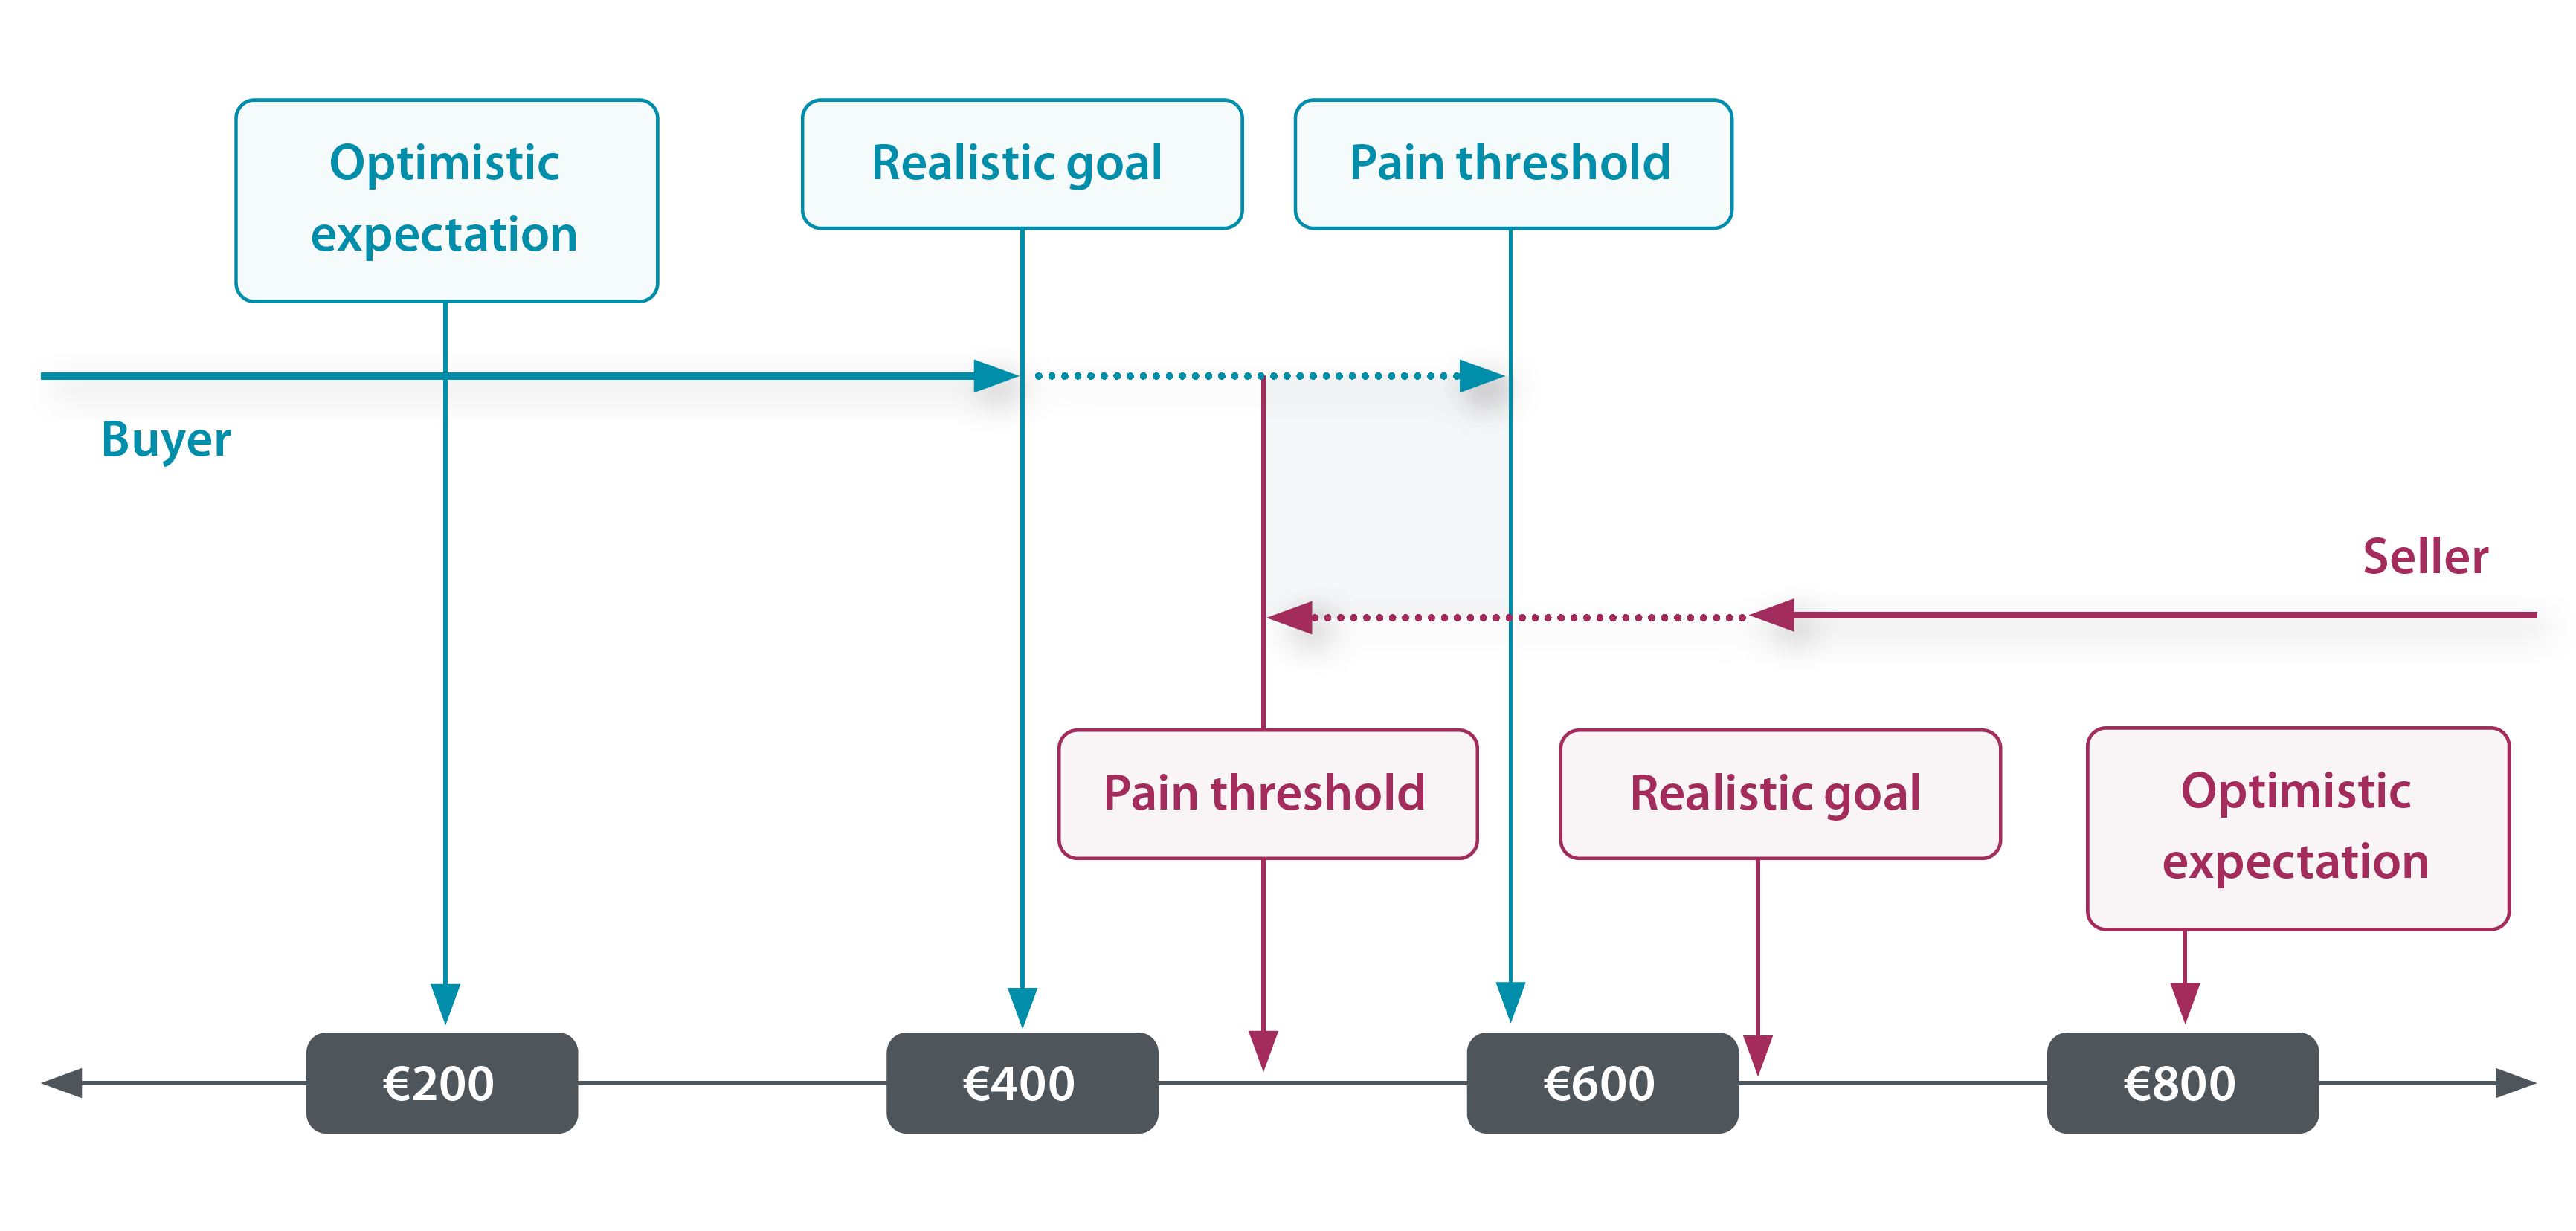 Optimistic
expectation
Realistic goal
Pain threshold
Buyer
Seller
Pain threshold
Realistic goal
Optimistic
expectation
€200
€400
€600
€800